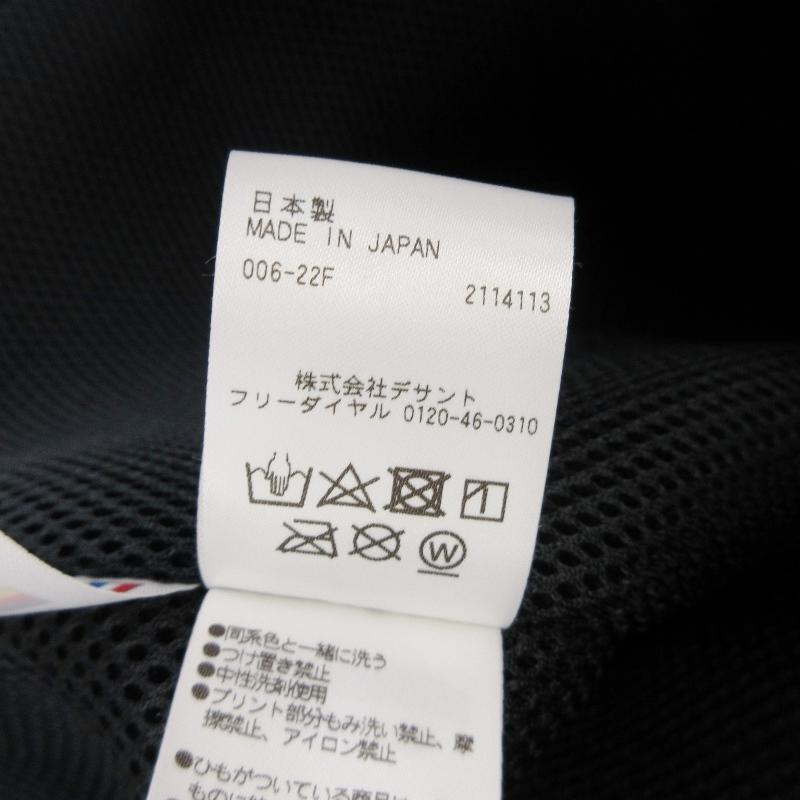 日本製
MADE IN JAPAN
006-22F
2114113
株式会社デサント
フリーダイヤル 0120-46-0310
W
●同系色と一緒に洗う
●つけ置き禁止
●中性洗剤使用
●プリント部分もみ洗い禁止、摩
擦禁止、アイロン禁止
●ひもがついている商品は
ものに